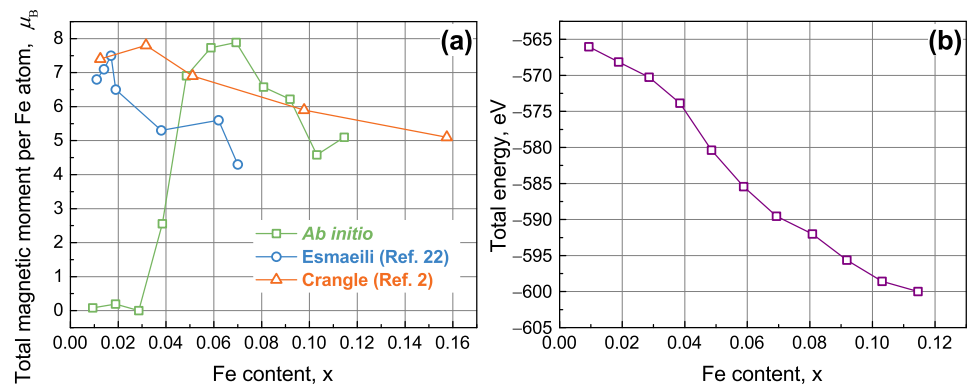 Total magnetic moment per Fe atom, μB
8
7
6
5
4
3
2
1
0
(a)
Ab initio
Esmaeili (Ref. 22)
Crangle (Ref. 2)
0.00 0.02 0.04 0.06 0.08 0.10 0.12 0.14 0.16
Fe content, x
Total energy, eV
−565
−570
−575
−580
−585
−590
−595
−600
−605
(b)
0.00 0.02 0.04 0.06 0.08 0.10 0.12
Fe content, x